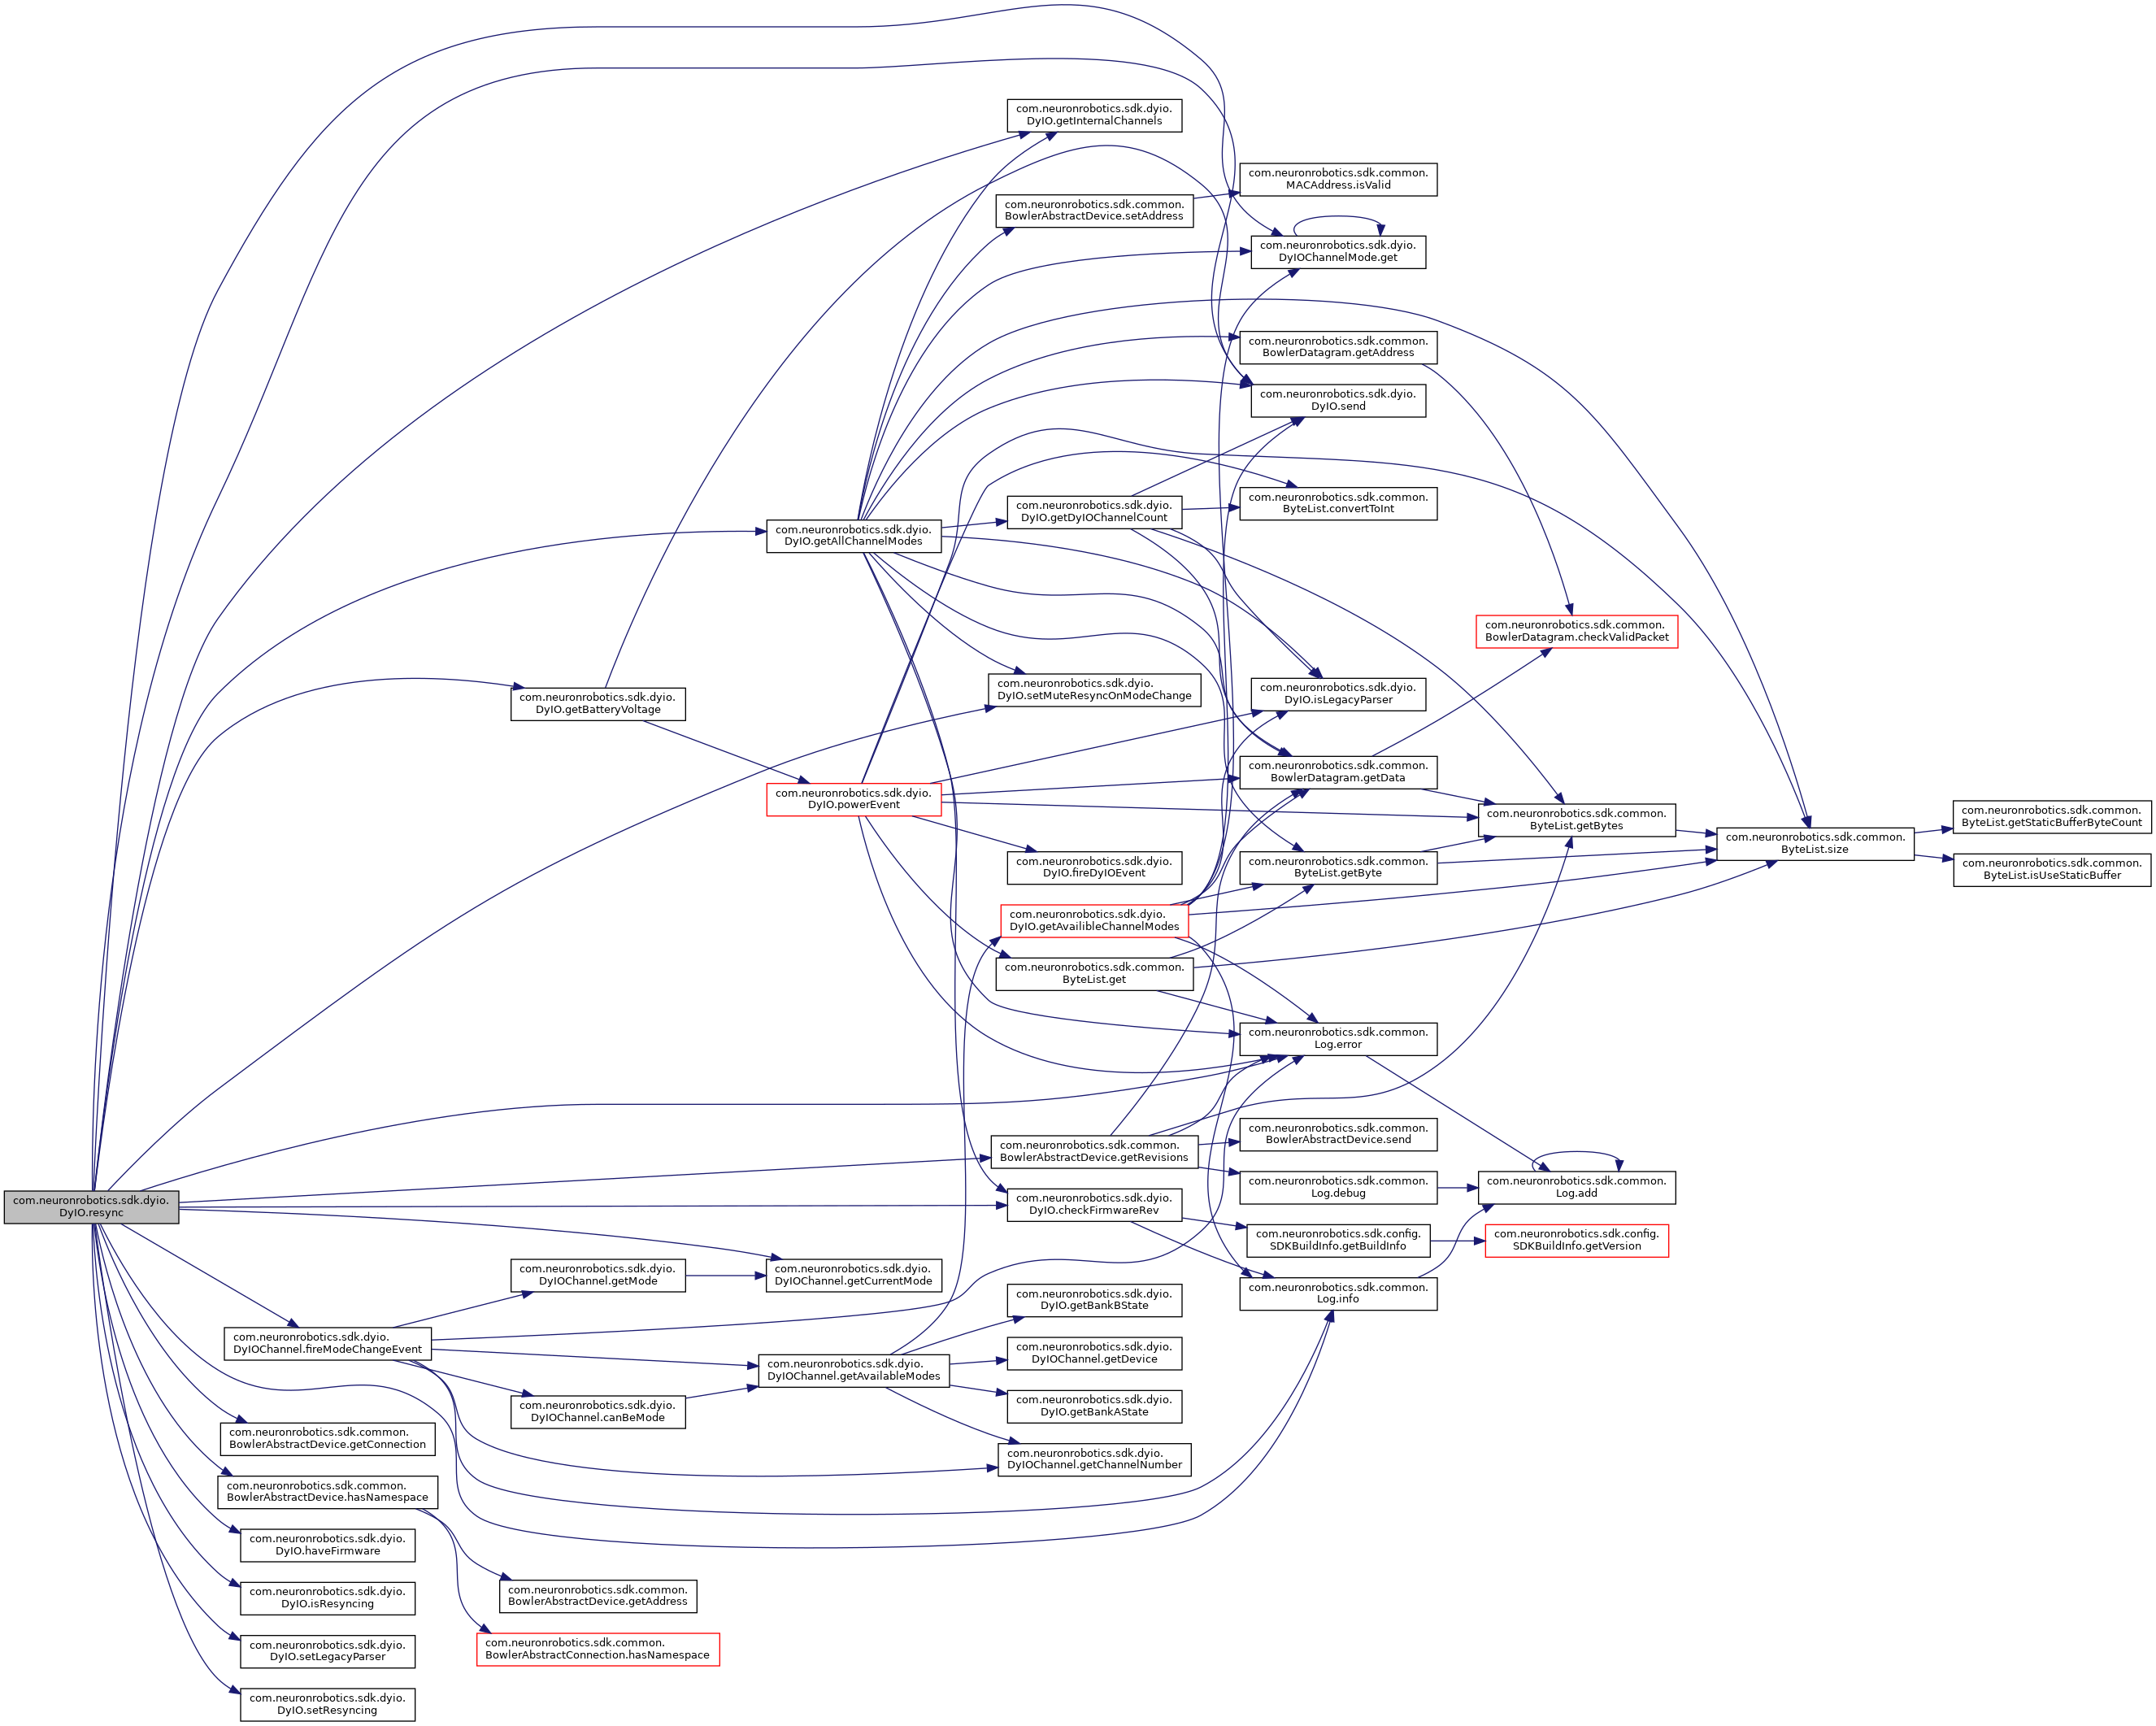 com.neuronrobotics.sdk.dyio.
DyIO.getInternalChannels
com.neuronrobotics.sdk.common.
MACAddress.isValid
com.neuronrobotics.sdk.common.
BowlerAbstractDevice.setAddress
com.neuronrobotics.sdk.dyio.
DyIOChannelMode.get
com.neuronrobotics.sdk.common.
BowlerDatagram.getAddress
com.neuronrobotics.sdk.dyio.
DyIO.send
com.neuronrobotics.sdk.common.
ByteList.convertToInt
com.neuronrobotics.sdk.dyio.
DyIO.getDyIOChannelCount
com.neuronrobotics.sdk.dyio.
DyIO.getAllChannelModes
com.neuronrobotics.sdk.common.
BowlerDatagram.checkValidPacket
com.neuronrobotics.sdk.dyio.
DyIO.setMuteResyncOnModeChange
com.neuronrobotics.sdk.dyio.
DyIO.isLegacyParser
com.neuronrobotics.sdk.dyio.
DyIO.getBatteryVoltage
com.neuronrobotics.sdk.common.
BowlerDatagram.getData
com.neuronrobotics.sdk.dyio.
DyIO.powerEvent
com.neuronrobotics.sdk.common.
ByteList.getBytes
com.neuronrobotics.sdk.common.
ByteList.getStaticBufferByteCount
com.neuronrobotics.sdk.common.
ByteList.size
com.neuronrobotics.sdk.dyio.
DyIO.fireDyIOEvent
com.neuronrobotics.sdk.common.
ByteList.getByte
com.neuronrobotics.sdk.common.
ByteList.isUseStaticBuffer
com.neuronrobotics.sdk.dyio.
DyIO.getAvailibleChannelModes
com.neuronrobotics.sdk.common.
ByteList.get
com.neuronrobotics.sdk.common.
Log.error
com.neuronrobotics.sdk.common.
BowlerAbstractDevice.send
com.neuronrobotics.sdk.common.
BowlerAbstractDevice.getRevisions
com.neuronrobotics.sdk.common.
Log.debug
com.neuronrobotics.sdk.common.
Log.add
com.neuronrobotics.sdk.dyio.
DyIO.resync
com.neuronrobotics.sdk.dyio.
DyIO.checkFirmwareRev
com.neuronrobotics.sdk.config.
SDKBuildInfo.getBuildInfo
com.neuronrobotics.sdk.config.
SDKBuildInfo.getVersion
com.neuronrobotics.sdk.dyio.
DyIOChannel.getMode
com.neuronrobotics.sdk.dyio.
DyIOChannel.getCurrentMode
com.neuronrobotics.sdk.common.
Log.info
com.neuronrobotics.sdk.dyio.
DyIO.getBankBState
com.neuronrobotics.sdk.dyio.
DyIOChannel.fireModeChangeEvent
com.neuronrobotics.sdk.dyio.
DyIOChannel.getDevice
com.neuronrobotics.sdk.dyio.
DyIOChannel.getAvailableModes
com.neuronrobotics.sdk.dyio.
DyIO.getBankAState
com.neuronrobotics.sdk.dyio.
DyIOChannel.canBeMode
com.neuronrobotics.sdk.common.
BowlerAbstractDevice.getConnection
com.neuronrobotics.sdk.dyio.
DyIOChannel.getChannelNumber
com.neuronrobotics.sdk.common.
BowlerAbstractDevice.hasNamespace
com.neuronrobotics.sdk.dyio.
DyIO.haveFirmware
com.neuronrobotics.sdk.dyio.
DyIO.isResyncing
com.neuronrobotics.sdk.common.
BowlerAbstractDevice.getAddress
com.neuronrobotics.sdk.dyio.
DyIO.setLegacyParser
com.neuronrobotics.sdk.common.
BowlerAbstractConnection.hasNamespace
com.neuronrobotics.sdk.dyio.
DyIO.setResyncing